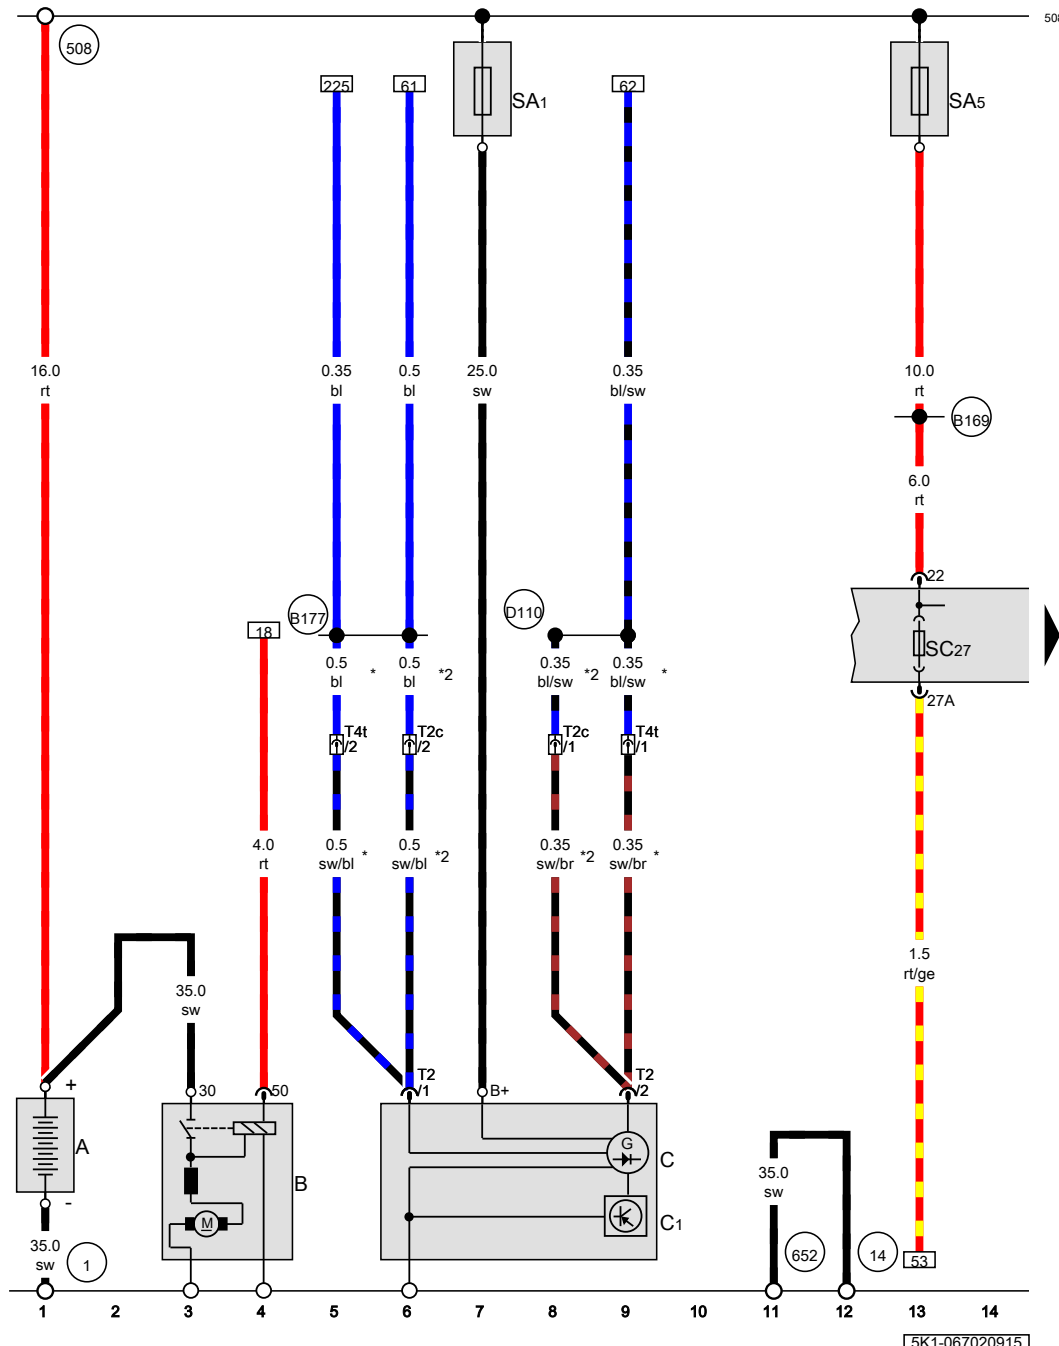 508
508
225
61
62
SA1
SA5
16.0
rt
0.35
bl
0.5
bl
25.0
sw
0.35
bl/sw
10.0
rt
B169
6.0
rt
22
SC27
27A
B177
D110
18
0.5
bl
*
0.5
bl
*2
0.35
bl/sw
*2
0.35
bl/sw
*
T4t
/2
T2c
/2
T2c
/1
T4t
/1
4.0
rt
0.5
sw/bl
*
0.5
sw/bl
*2
0.35
sw/br
*2
0.35
sw/br
*
1.5
rt/ge
35.0
sw
+
30
50
T2
/1
B+
T2
/2
A
B
M
G
C
C1
-
35.0
sw
1
35.0
sw
652
14
53
1 2 3 4 5 6 7 8 9 10 11 12 13 14
5K1-067020915